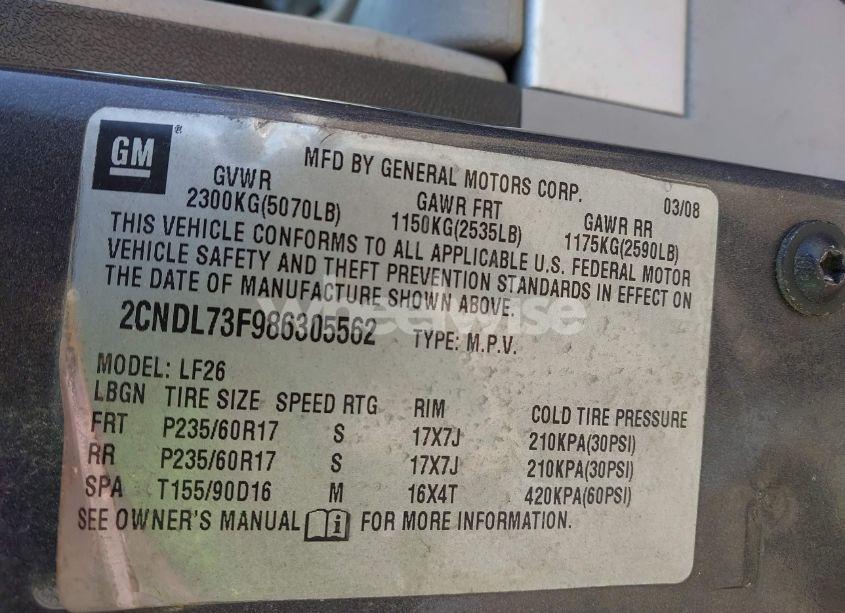 GM ®
MFD BY GENERAL MOTORS CORP. 03/08
GVWR GAWR FRT GAWR RR
2300KG(5070LB) 1150KG(2535LB) 1175KG(2590LB)
THIS VEHICLE CONFORMS TO ALL APPLICABLE U.S. FEDERAL MOTOR
VEHICLE SAFETY AND THEFT PREVENTION STANDARDS IN EFFECT ON
THE DATE OF MANUFACTURE SHOWN ABOVE.
wheelwise
2CNDL73F986305562 TYPE: M.P.V.
MODEL: LF26
LBGN TIRE SIZE SPEED RTG RIM COLD TIRE PRESSURE
FRT P235/60R17 S 17X7J 210KPA(30PSI)
RR P235/60R17 S 17X7J 210KPA(30PSI)
SPA T155/90D16 M 16X4T 420KPA(60PSI)
SEE OWNER'S MANUAL i FOR MORE INFORMATION.